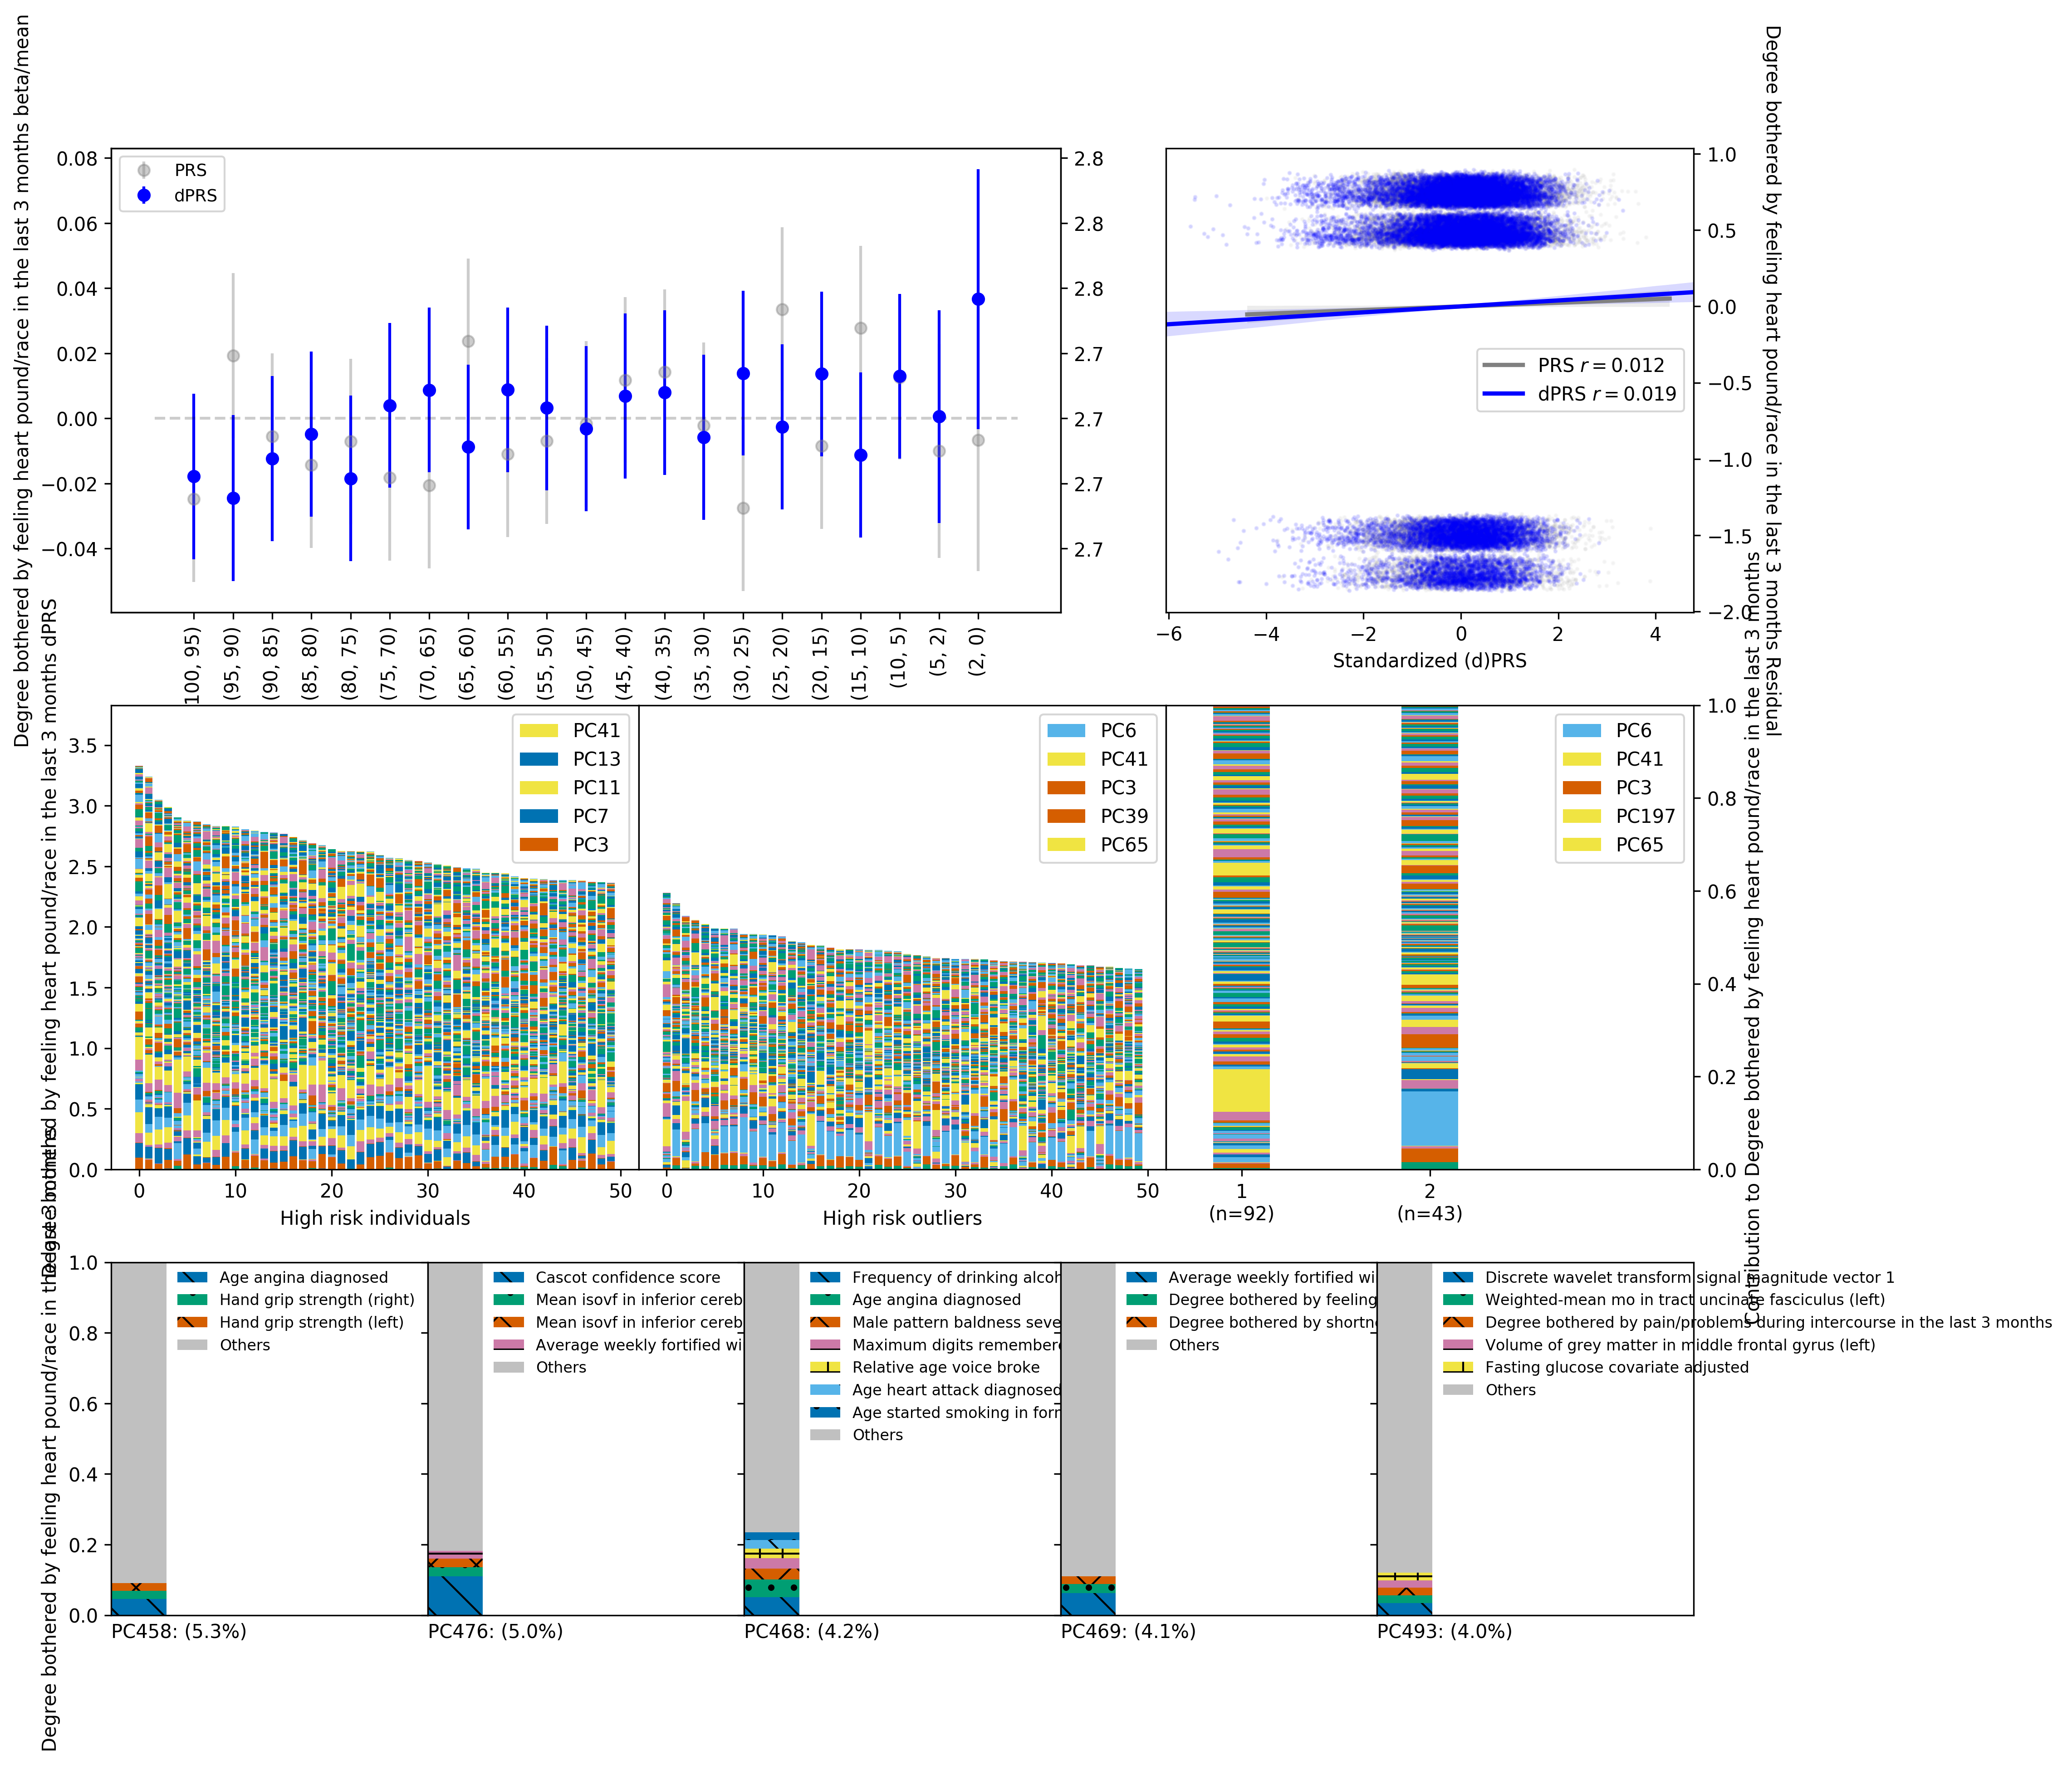 Degree bothered by feeling heart pound/race in the last 3 months beta/mean
0.08
0.06
0.04
0.02
0.00
−0.02
−0.04
PRS
dPRS
2.8
2.8
2.8
2.7
2.7
2.7
2.7
100, 95)
(95, 90)
(90, 85)
(85, 80)
(80, 75)
(75, 70)
(70, 65)
(65, 60)
(60, 55)
(55, 50)
(50, 45)
(45, 40)
(40, 35)
(35, 30)
(30, 25)
(25, 20)
(20, 15)
(15, 10)
(10, 5)
(5, 2)
(2, 0)
PRS r = 0.012
dPRS r = 0.019
−6
−4
−2
0
2
4
Standardized (d)PRS
1.0
0.5
0.0
−0.5
−1.0
−1.5
−2.0
Degree bothered by feeling heart pound/race in the last 3 months Residual
Degree bothered by feeling heart pound/race in the last 3 months dPRS
3.5
3.0
2.5
2.0
1.5
1.0
0.5
0.0
PC41
PC13
PC11
PC7
PC3
0
10
20
30
40
50
High risk individuals
PC6
PC41
PC3
PC39
PC65
0
10
20
30
40
50
High risk outliers
PC6
PC41
PC3
PC197
PC65
1
(n=92)
2
(n=43)
1.0
0.8
0.6
0.4
0.2
0.0
Contribution to Degree bothered by feeling heart pound/race in the last 3 months
Degree bothered by feeling heart pound/race in the last 3 months
1.0
0.8
0.6
0.4
0.2
0.0
Age angina diagnosed
Hand grip strength (right)
Hand grip strength (left)
Others
PC458: (5.3%)
Cascot confidence score
Mean isovf in inferior cereb
Mean isovf in inferior cereb
Average weekly fortified wi
Others
PC476: (5.0%)
Frequency of drinking alcoh
Age angina diagnosed
Male pattern baldness seve
Maximum digits remembere
Relative age voice broke
Age heart attack diagnosed
Age started smoking in forn
Others
PC468: (4.2%)
Average weekly fortified wi
Degree bothered by feeling
Degree bothered by shortn
Others
PC469: (4.1%)
Discrete wavelet transform signal magnitude vector 1
Weighted-mean mo in tract uncinate fasciculus (left)
Degree bothered by pain/problems during intercourse in the last 3 months
Volume of grey matter in middle frontal gyrus (left)
Fasting glucose covariate adjusted
Others
PC493: (4.0%)